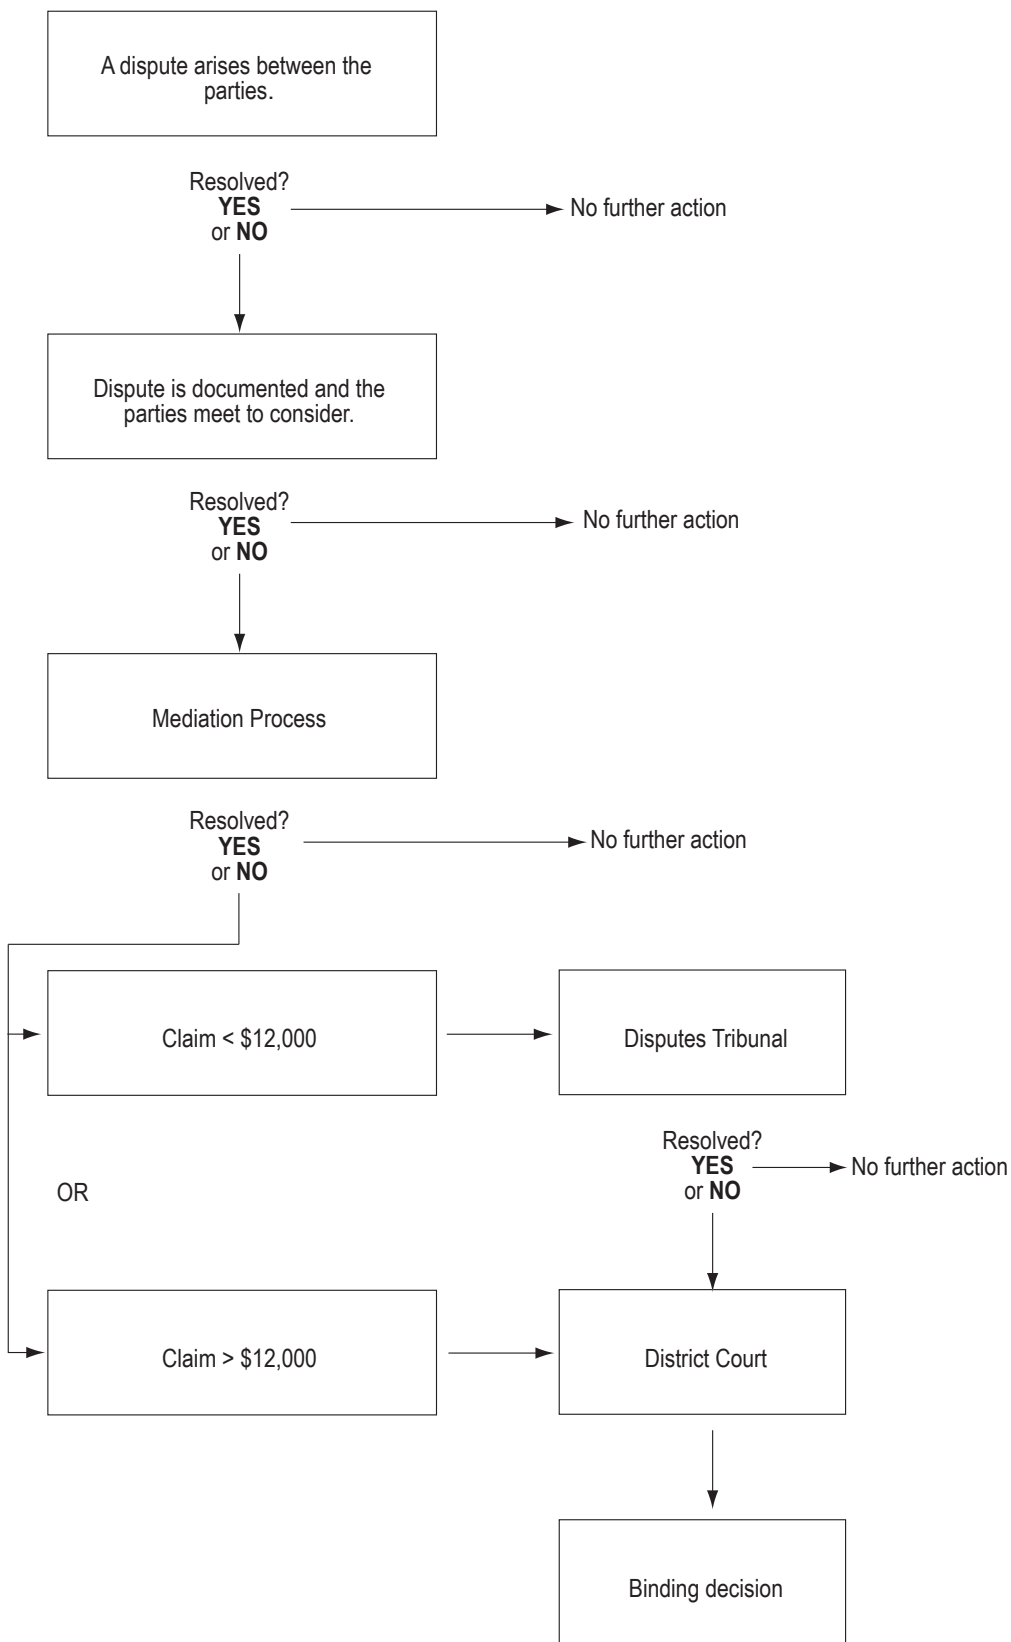 A dispute arises between the
parties.
Resolved?
YES
or NO
No further action
Dispute is documented and the
parties meet to consider.
Resolved?
YES
or NO
No further action
Mediation Process
Resolved?
YES
or NO
No further action
Claim < $12,000
Disputes Tribunal
Resolved?
YES
or NO
No further action
OR
Claim > $12,000
District Court
Binding decision